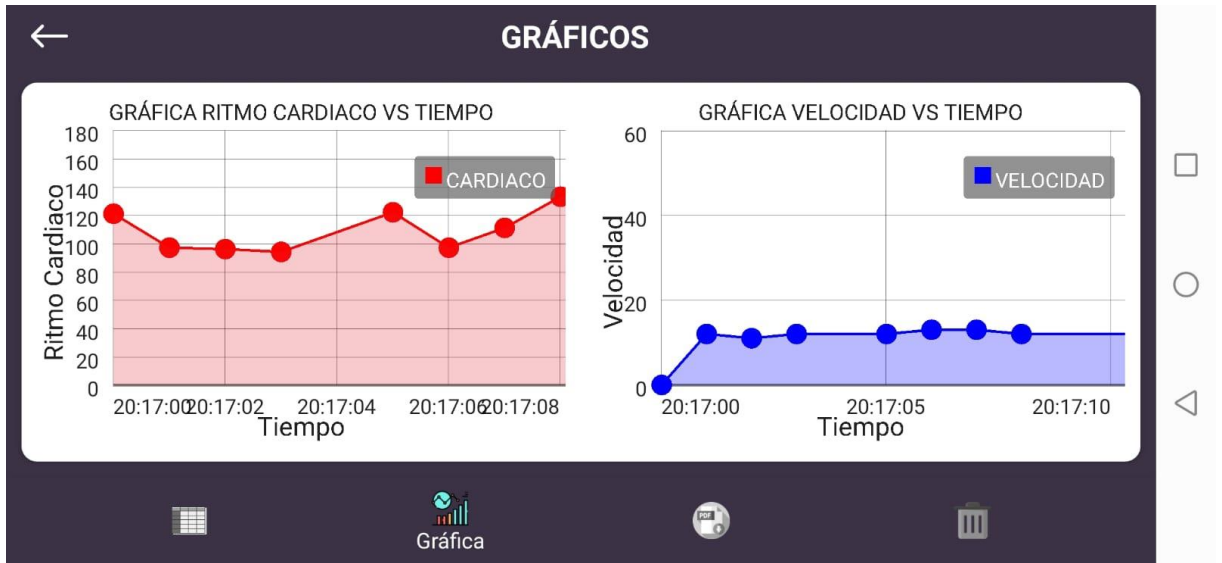 GRÁFICOS
GRÁFICA RITMO CARDIACO VS TIEMPO
180
160
140
120
100
80
60
40
20
0
Ritmo Cardiaco
CARDIACO
20:17:00 20:17:02 20:17:04 20:17:06 20:17:08
Tiempo
GRÁFICA VELOCIDAD VS TIEMPO
60
40
20
0
Velocidad
VELOCIDAD
20:17:00 20:17:05 20:17:10
Tiempo
Gráfica
PDF